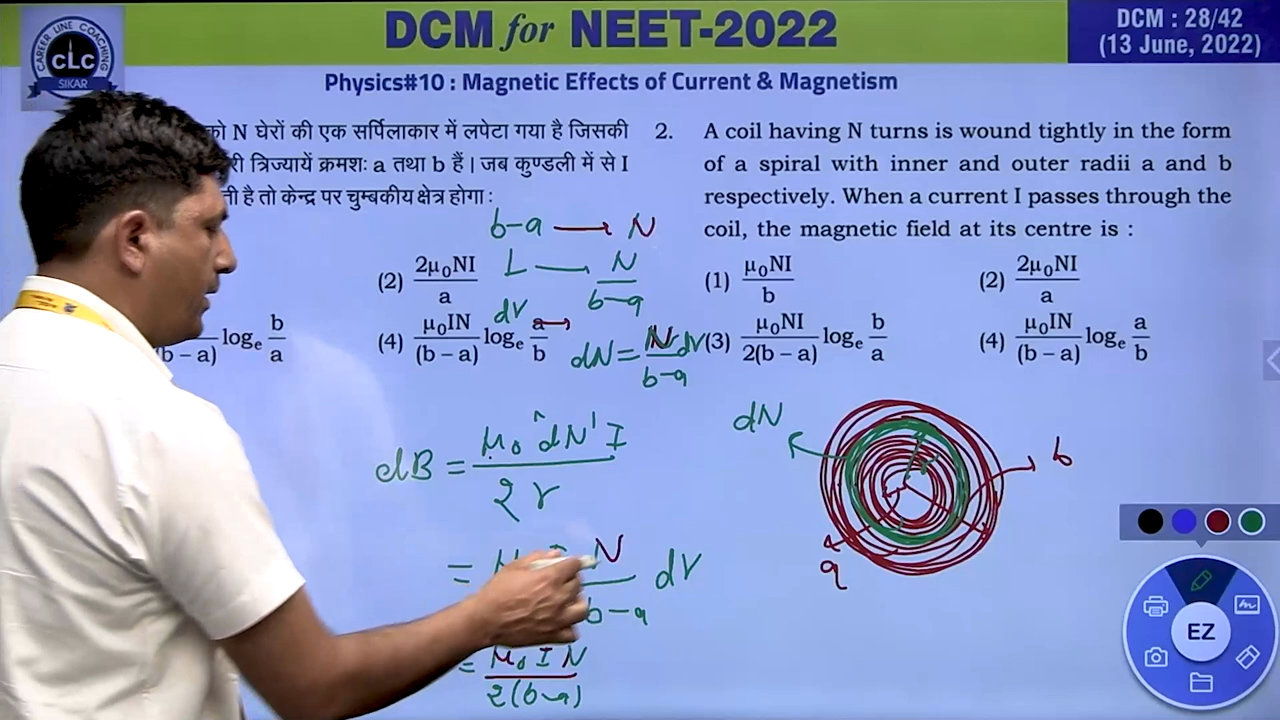 CAREER LINE COACHING
CLC
SIKAR
DCM for NEET-2022
DCM : 28/42
(13 June, 2022)
Physics#10 : Magnetic Effects of Current & Magnetism
को N घेरों की एक सर्पिलाकार में लपेटा गया है जिसकी
री त्रिज्यायें क्रमशः a तथा b हैं। जब कुण्डली में से I
ती है तो केन्द्र पर चुम्बकीय क्षेत्र होगा :
(2) 2μ₀NI / a
(b – a) logₑ b/a
(4) μ₀IN / (b – a) logₑ a/b
2. A coil having N turns is wound tightly in the form
of a spiral with inner and outer radii a and b
respectively. When a current I passes through the
coil, the magnetic field at its centre is :
(1) μ₀NI / b
(2) 2μ₀NI / a
(3) μ₀NI / 2(b – a) logₑ b/a
(4) μ₀IN / (b – a) logₑ a/b
b-a → N
1 — N / b-a
dr →
dN = N / b-a dr
dB = μ₀ dN' I / 2 r
= N / b-a dr
= μ₀ I N / 2(b-a)
dN
r
b
a
EZ